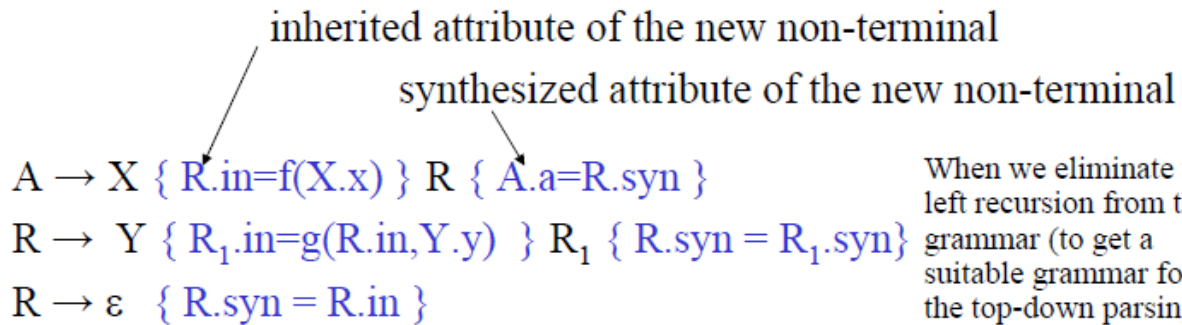 inherited attribute of the new non-terminal
synthesized attribute of the new non-terminal
A → X { R.in=f(X.x) } R { A.a=R.syn }
R → Y { R₁.in=g(R.in,Y.y) } R₁ { R.syn = R₁.syn}
R → ε { R.syn = R.in }
When we eliminate
left recursion from t
grammar (to get a
suitable grammar fo
the top-down parsin